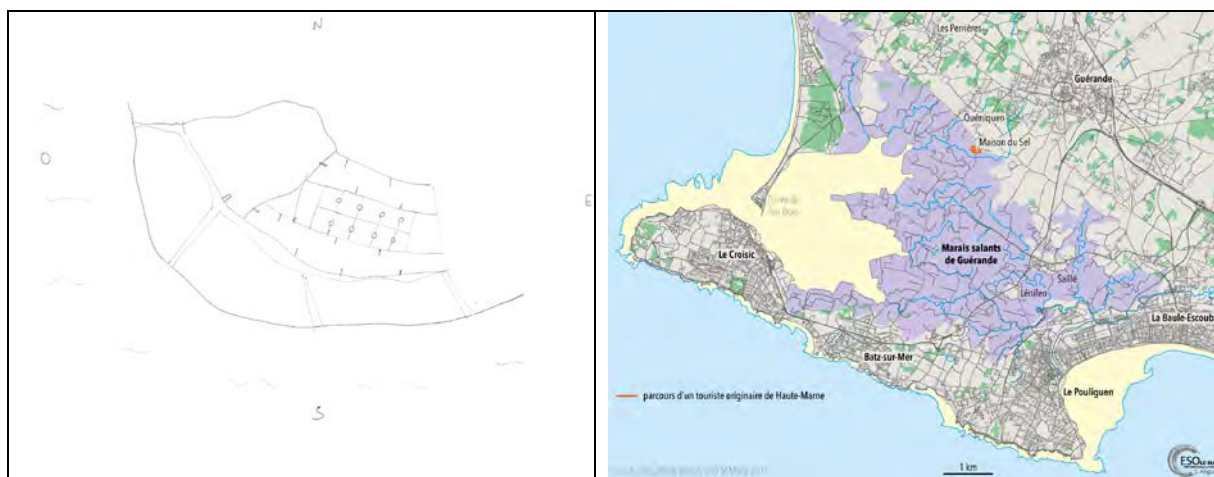 N
O
E
S
Les Perrières
Guérande
Quéniquen
Maison du Sel
Le Croisic
Marais salants
de Guérande
Lénifen
Saillé
La Baule-Escoub
Batz-sur-Mer
Le Pouliguen
parcours d'un touriste originaire de Haute-Marne
1 km